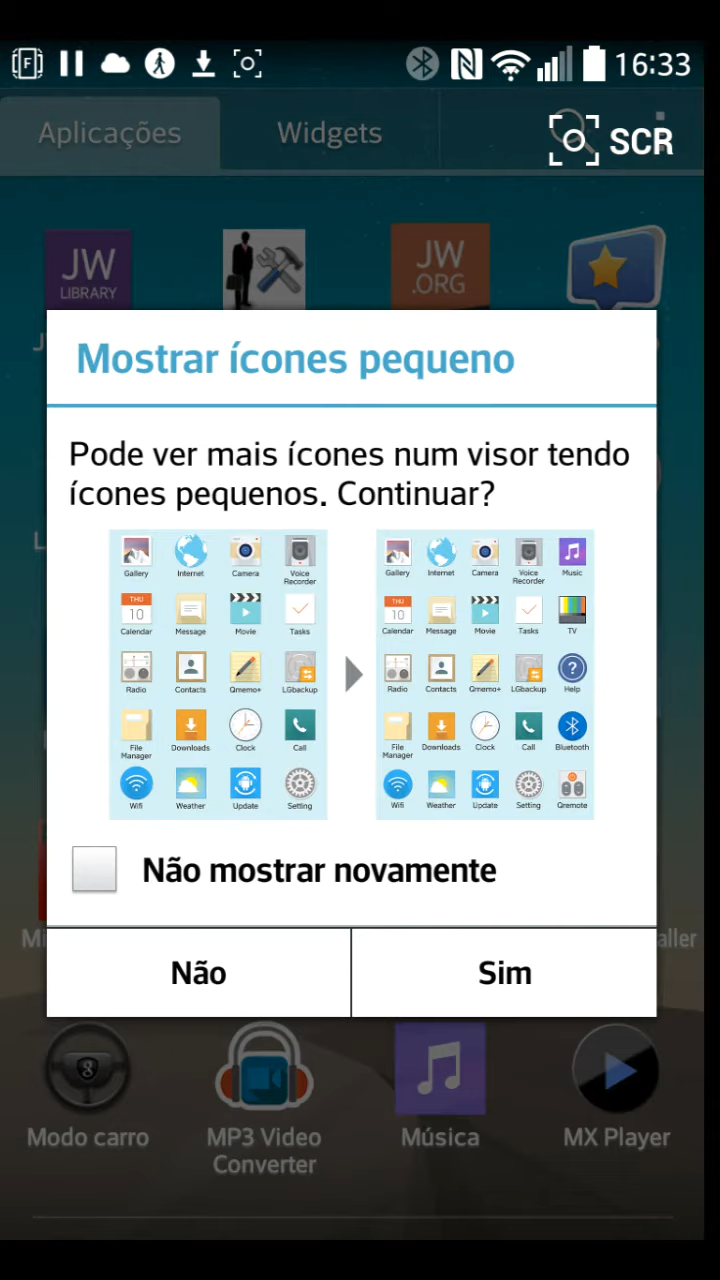 16:33
Aplicações
Widgets
SCR
JW
LIBRARY
JW
.ORG
Mostrar ícones pequeno
Pode ver mais ícones num visor tendo
ícones pequenos. Continuar?
Gallery Internet Camera Voice Recorder
Calendar Message Movie Tasks
Radio Contacts Qmemo+ LGbackup
File Manager Downloads Clock Call
Wifi Weather Update Setting
Gallery Internet Camera Voice Recorder Music
Calendar Message Movie Tasks TV
Radio Contacts Qmemo+ LGbackup Help
File Manager Downloads Clock Call Bluetooth
Wifi Weather Update Setting Qremote
THU
10
THU
10
Não mostrar novamente
Não
Sim
Modo carro
MP3 Video
Converter
Música
MX Player